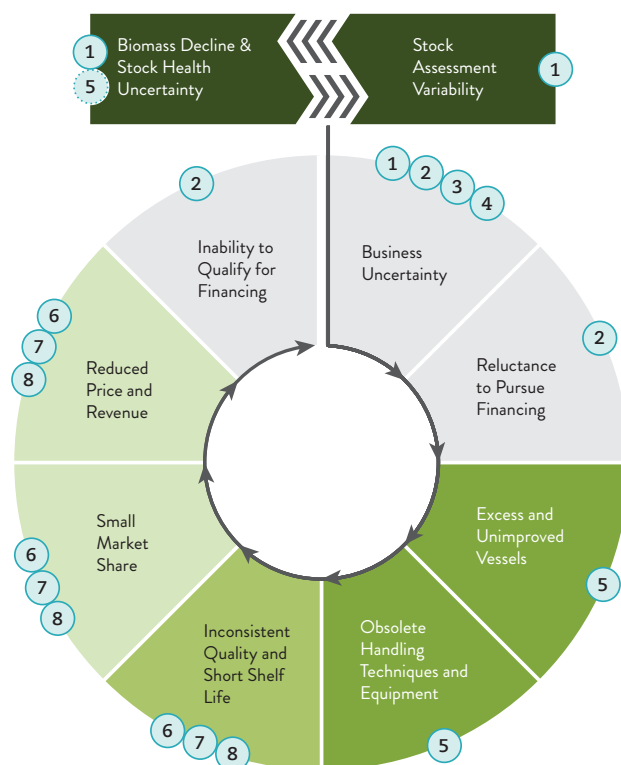 1
Biomass Decline &
Stock Health
Uncertainty
5
Stock
Assessment
Variability
1
1
2
3
4
Business
Uncertainty
2
Reluctance
to Pursue
Financing
Excess and
Unimproved
Vessels
5
Obsolete
Handling
Techniques and
Equipment
5
Inconsistent
Quality and
Short Shelf
Life
6
7
8
Small
Market
Share
6
7
8
Reduced
Price and
Revenue
6
7
8
Inability to
Qualify for
Financing
2